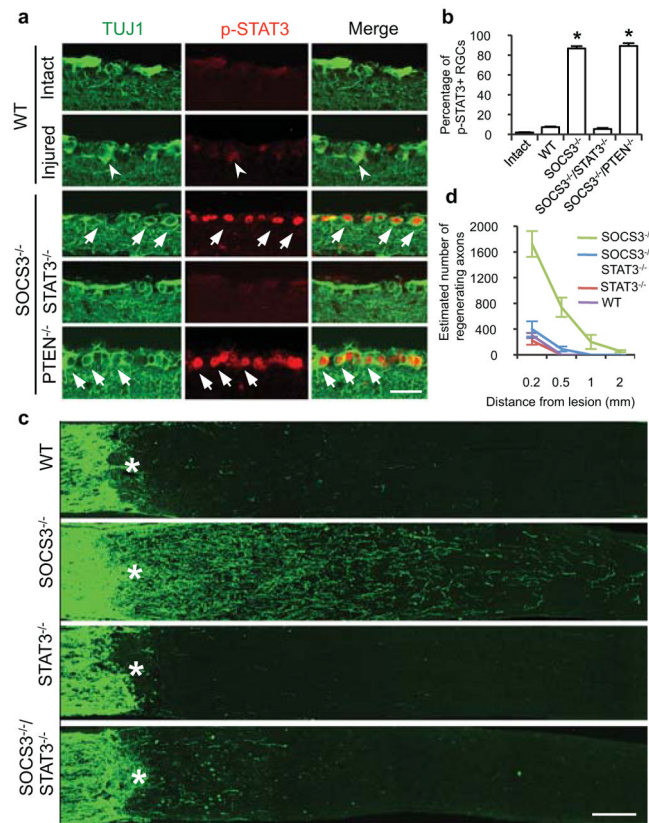 a
TUJ1
p-STAT3
Merge
WT
Intact
Injured
SOCS3-/-
STAT3-/-
PTEN-/-
b
Percentage of
p-STAT3+ RGCs
100
80
60
40
20
0
*
*
Intact
WT
SOCS3-/-
SOCS3-/-/STAT3-/-
SOCS3-/-/PTEN-/-
d
Estimated number of
regenerating axons
2000
1600
1200
800
400
0
0.2 0.5 1 2
Distance from lesion (mm)
SOCS3-/-
SOCS3-/-
STAT3-/-
STAT3-/-
WT
c
WT
*
SOCS3-/-
*
STAT3-/-
*
SOCS3-/-/
STAT3-/-
*